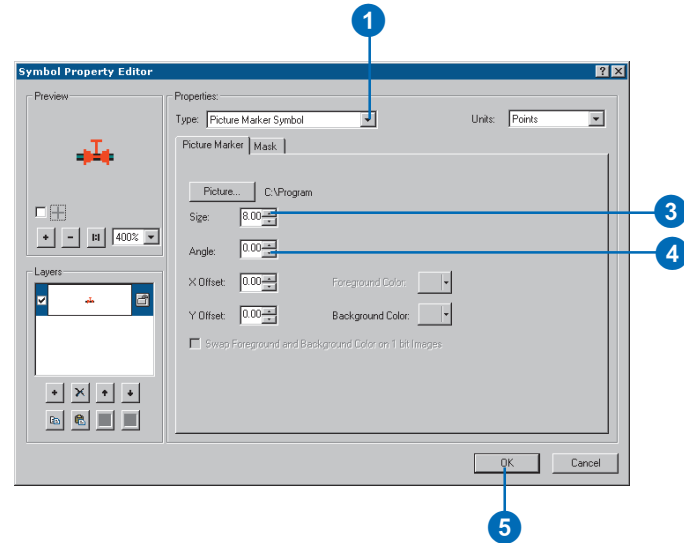 1
Symbol Property Editor
Preview
Properties:
Type: Picture Marker Symbol Units: Points
Picture Marker Mask
Picture... C:\Program
Size: 8.00
3
Angle: 0.00
4
400%
Layers
X Offset: 0.00 Foreground Color:
Y Offset: 0.00 Background Color:
Swap Foreground and Background Color on 1 bit Images
OK Cancel
5